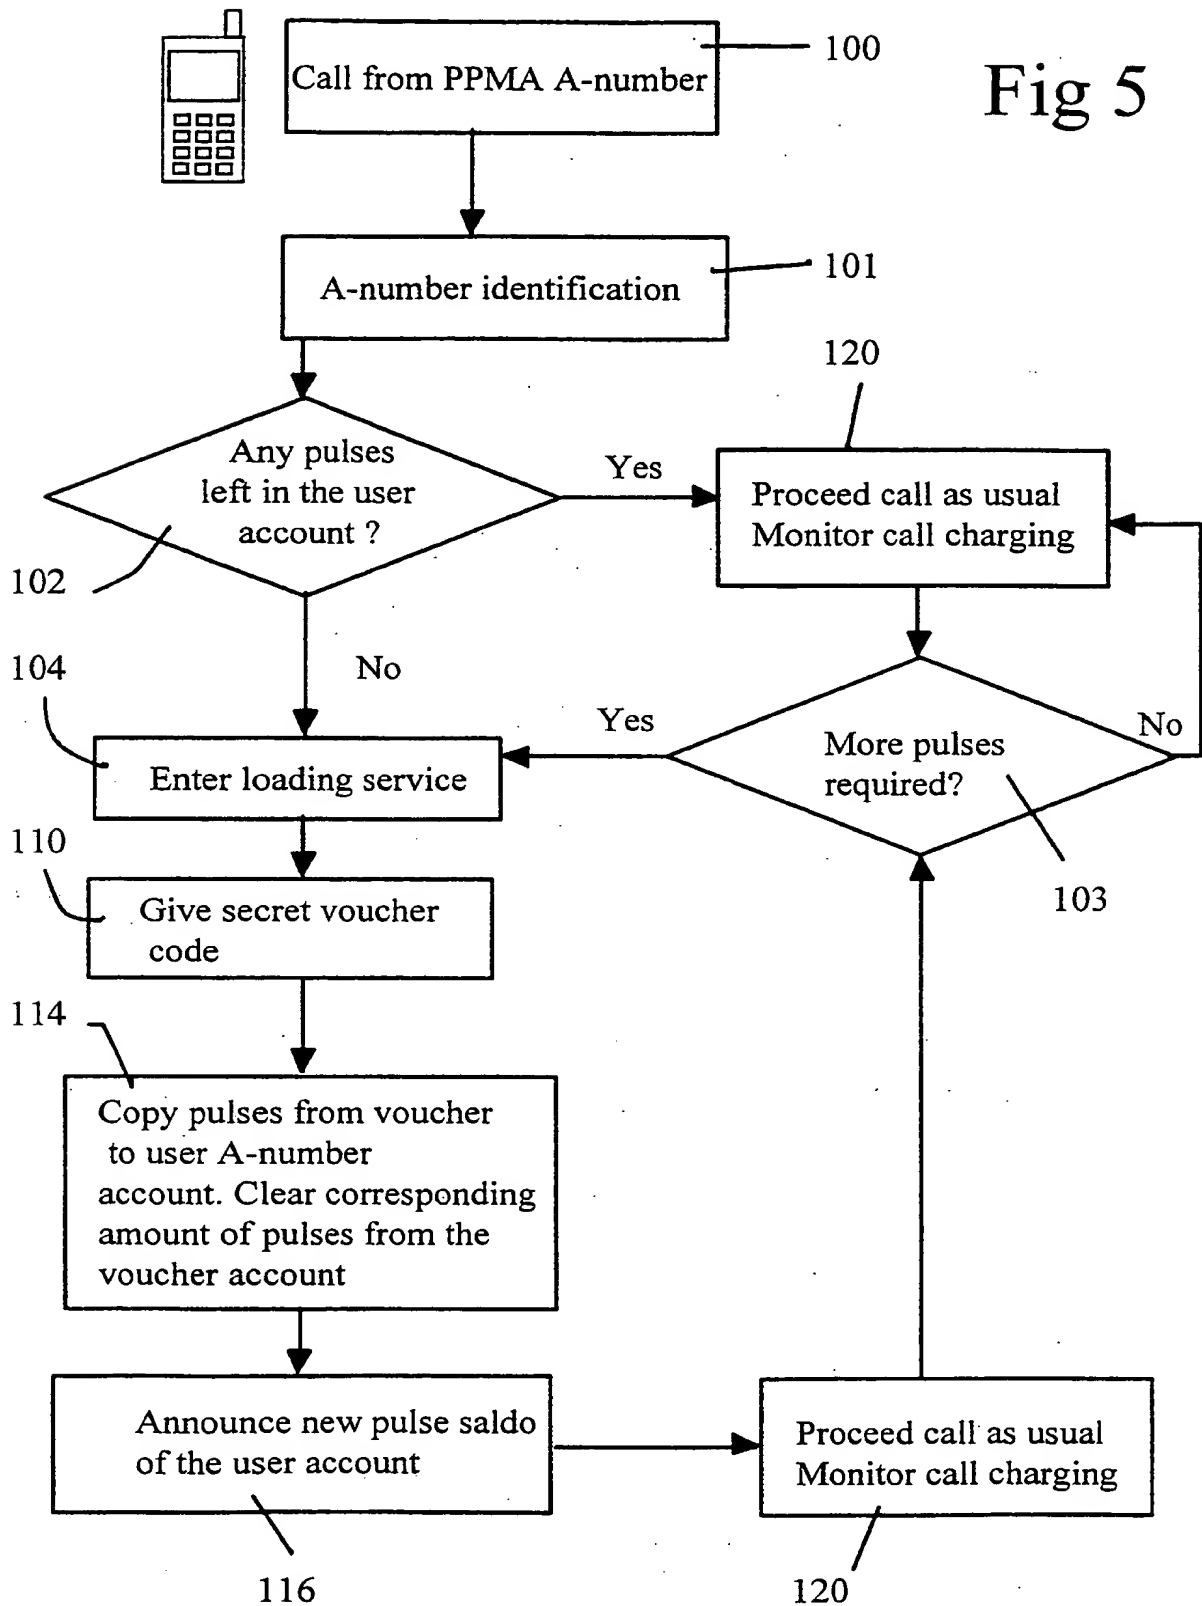 Call from PPMA A-number
100
Fig 5
A-number identification
101
Any pulses
left in the user
account ?
102
Yes
120
Proceed call as usual
Monitor call charging
No
104
Enter loading service
Yes
More pulses
required?
No
103
110
Give secret voucher
code
114
Copy pulses from voucher
to user A-number
account. Clear corresponding
amount of pulses from the
voucher account
Announce new pulse saldo
of the user account
116
Proceed call as usual
Monitor call charging
120